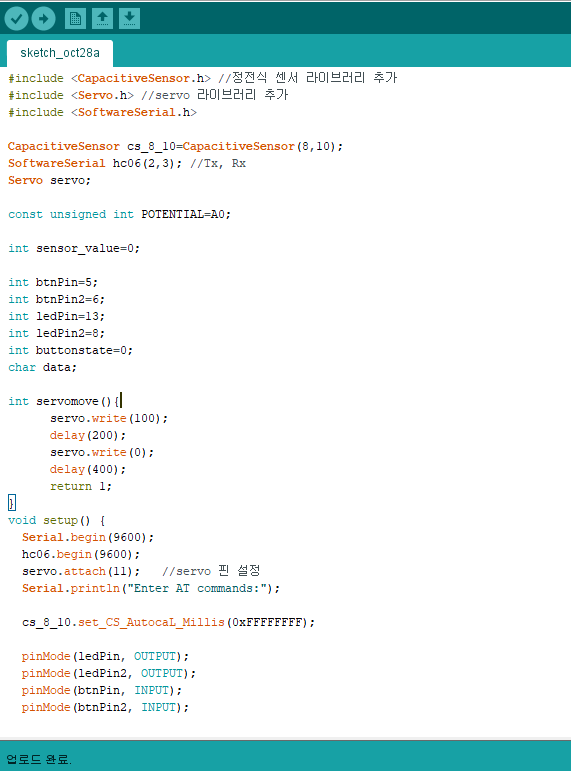 sketch_oct28a
#include <CapacitiveSensor.h> //정전식 센서 라이브러리 추가
#include <Servo.h> //servo 라이브러리 추가
#include <SoftwareSerial.h>
CapacitiveSensor cs_8_10=CapacitiveSensor(8,10);
SoftwareSerial hc06(2,3); //Tx, Rx
Servo servo;
const unsigned int POTENTIAL=A0;
int sensor_value=0;
int btnPin=5;
int btnPin2=6;
int ledPin=13;
int ledPin2=8;
int buttonstate=0;
char data;
int servomove(){
servo.write(100);
delay(200);
servo.write(0);
delay(400);
return 1;
}
void setup() {
Serial.begin(9600);
hc06.begin(9600);
servo.attach(11); //servo 핀 설정
Serial.println("Enter AT commands:");
cs_8_10.set_CS_AutocaL_Millis(0xFFFFFFFF);
pinMode(ledPin, OUTPUT);
pinMode(ledPin2, OUTPUT);
pinMode(btnPin, INPUT);
pinMode(btnPin2, INPUT);
업로드 완료.